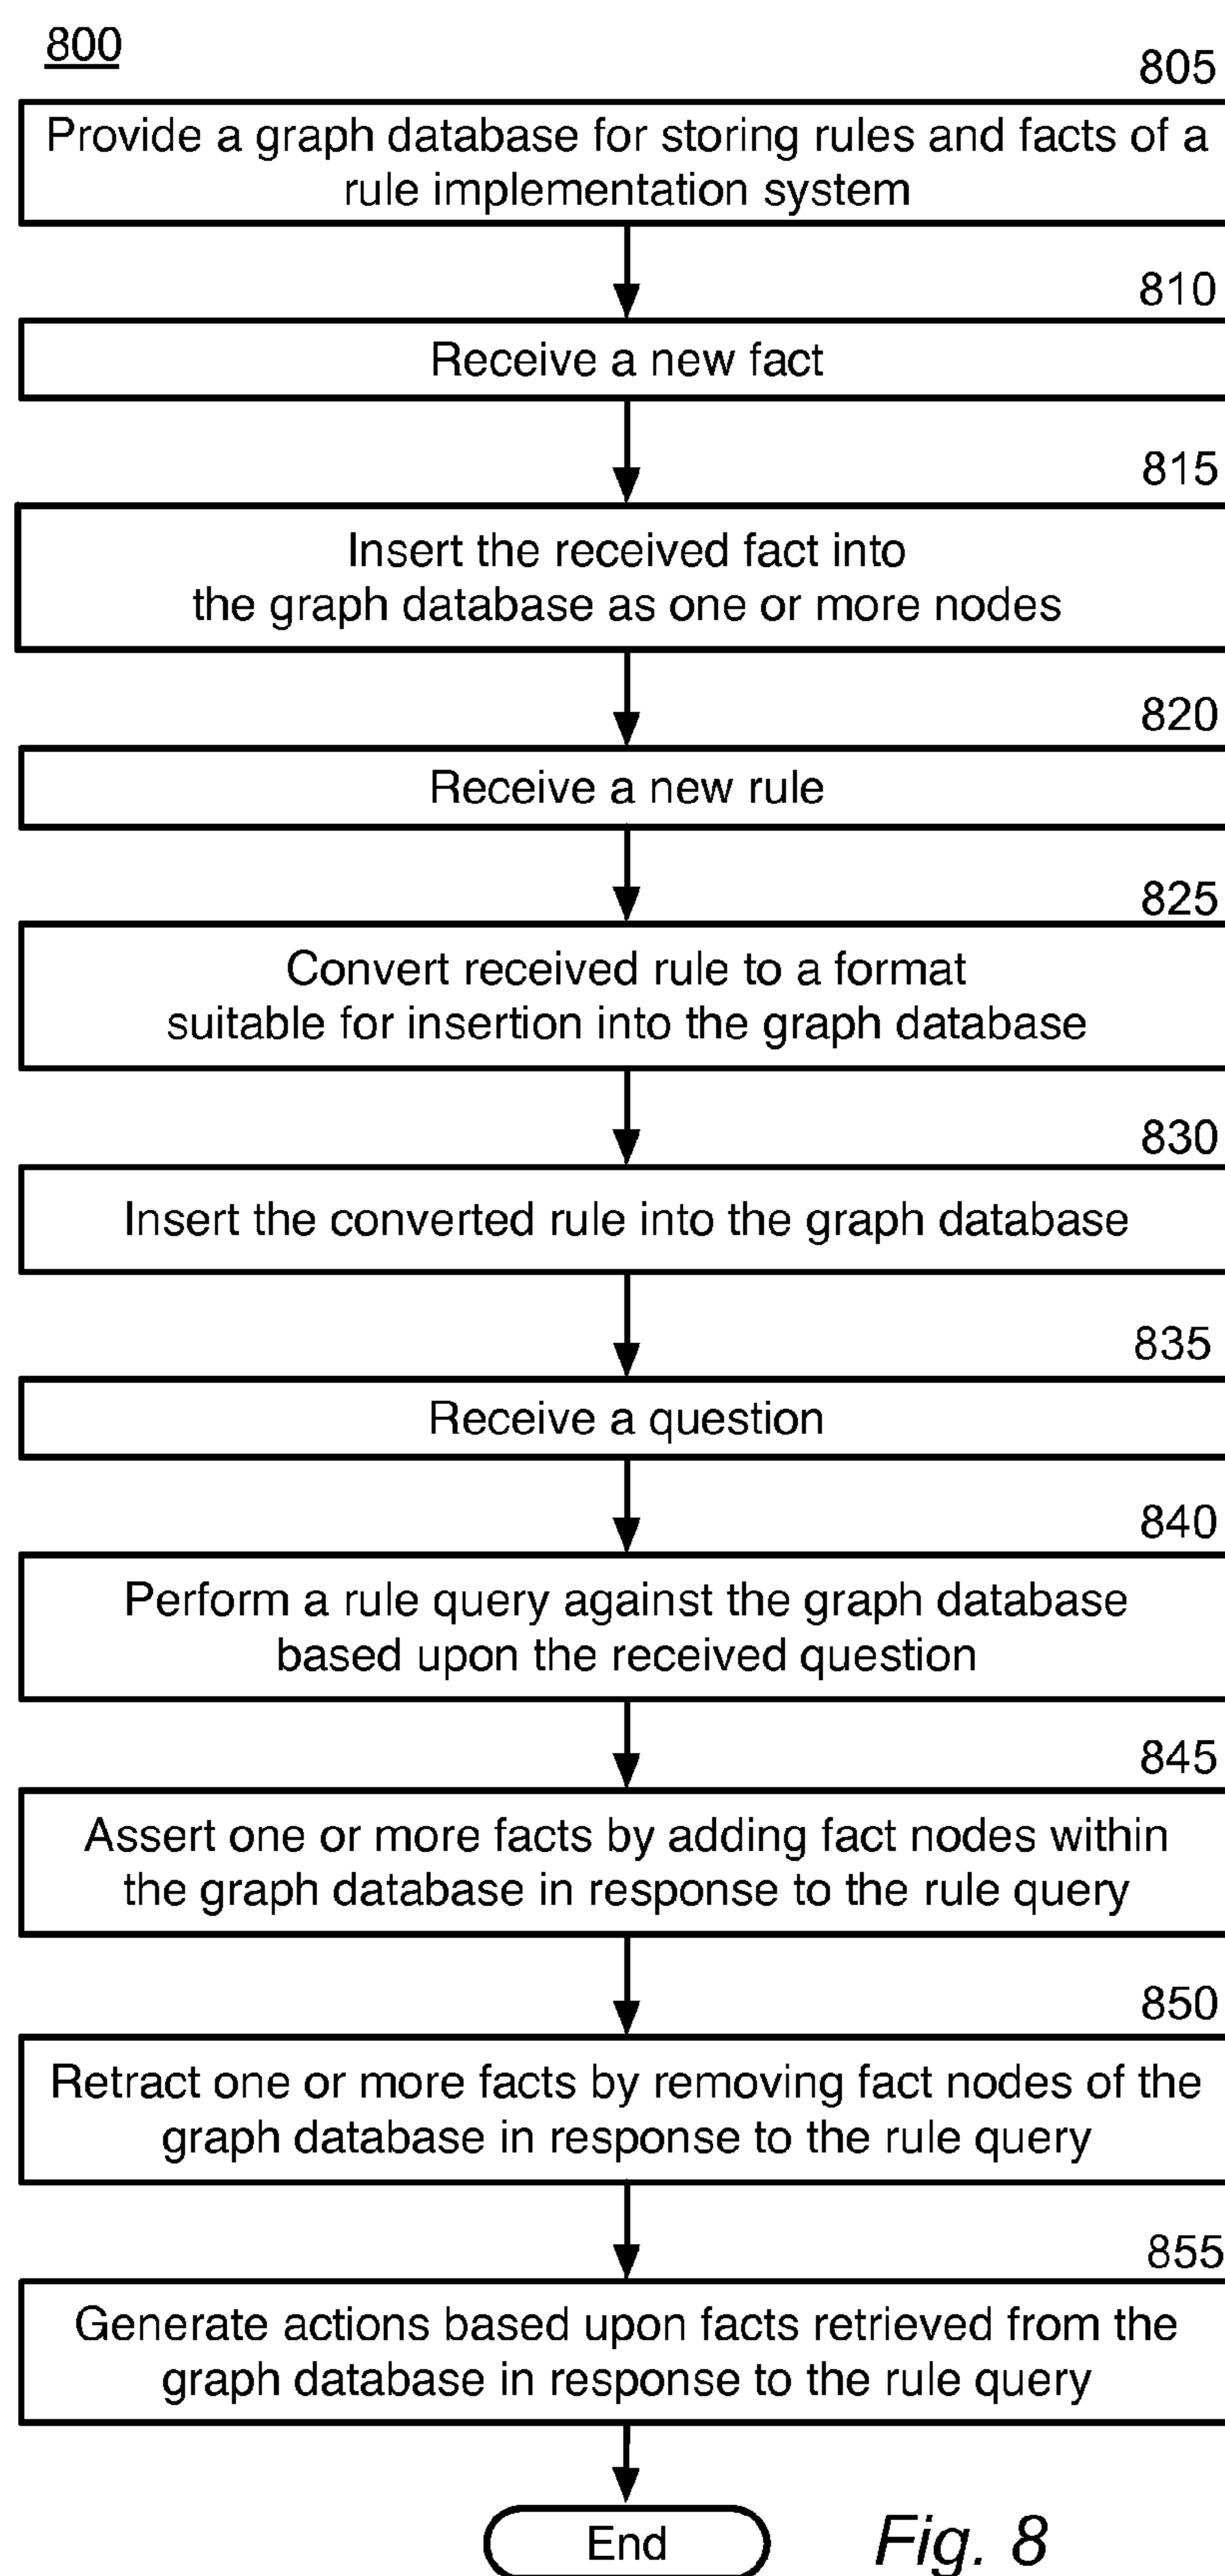 800
805
Provide a graph database for storing rules and facts of a
rule implementation system
810
Receive a new fact
815
Insert the received fact into
the graph database as one or more nodes
820
Receive a new rule
825
Convert received rule to a format
suitable for insertion into the graph database
830
Insert the converted rule into the graph database
835
Receive a question
840
Perform a rule query against the graph database
based upon the received question
845
Assert one or more facts by adding fact nodes within
the graph database in response to the rule query
850
Retract one or more facts by removing fact nodes of the
graph database in response to the rule query
855
Generate actions based upon facts retrieved from the
graph database in response to the rule query
End
Fig. 8